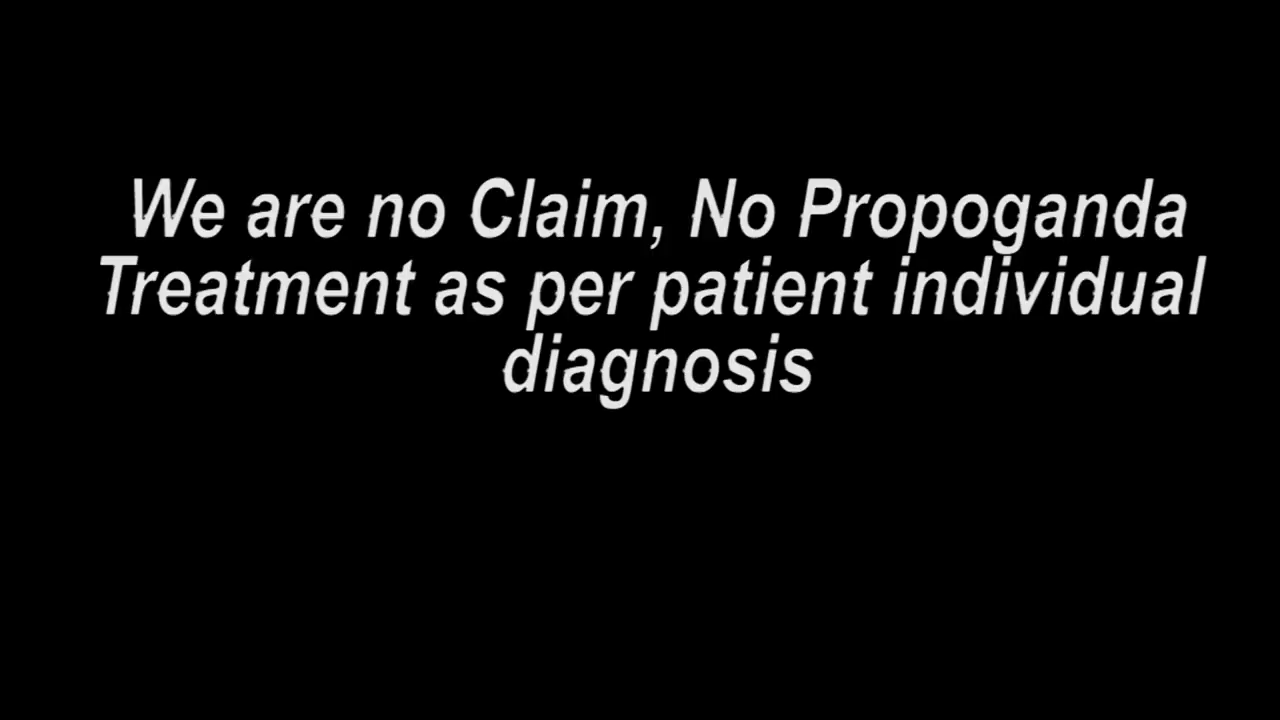 We are no Claim, No Propoganda
Treatment as per patient individual
diagnosis